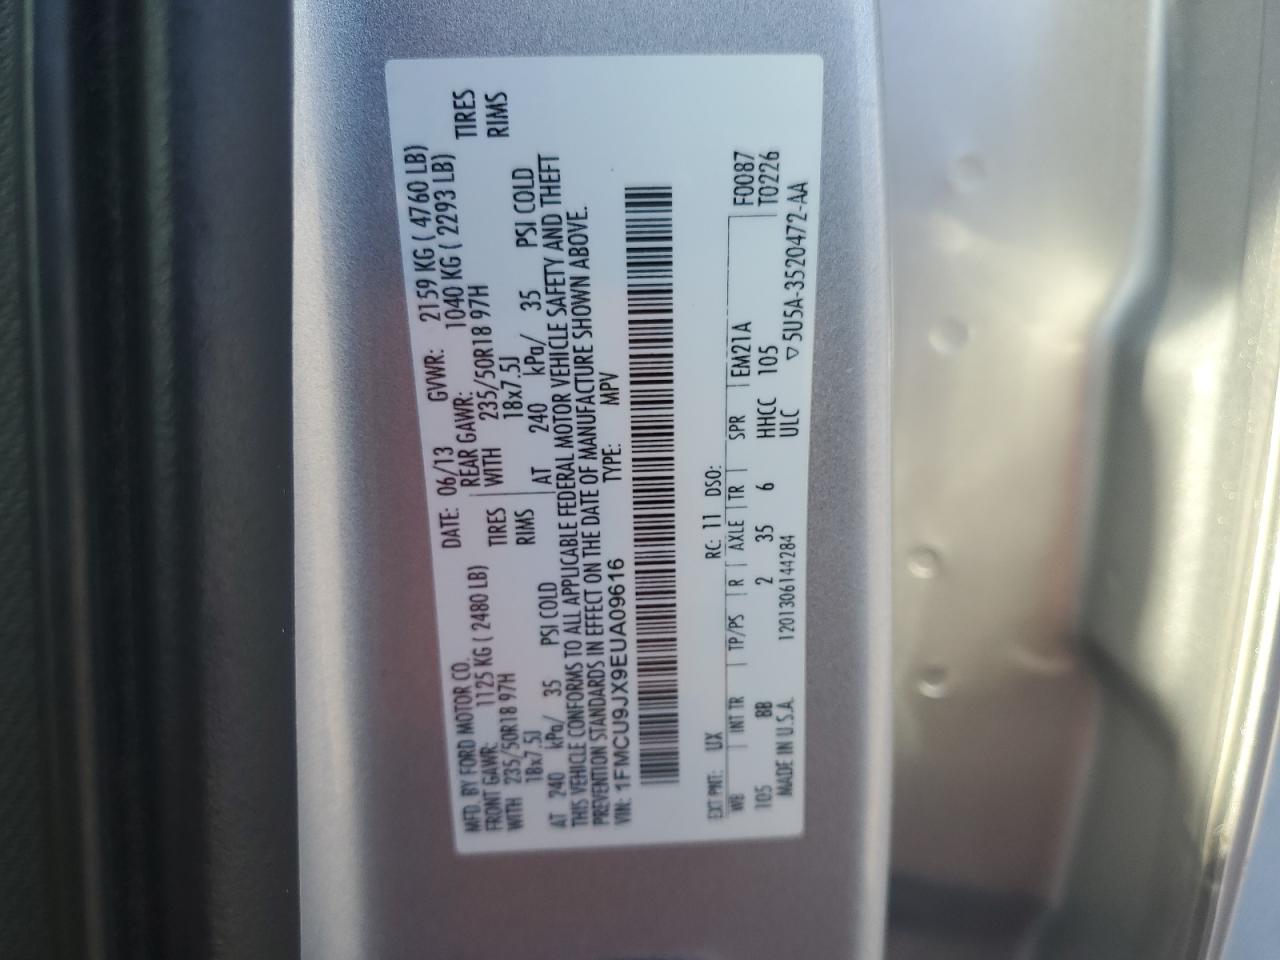 MFD. BY FORD MOTOR CO. DATE: 06/13 GVWR: 2159 KG ( 4760 LB)
FRONT GAWR: 1125 KG ( 2480 LB) REAR GAWR: 1040 KG ( 2293 LB)
WITH 235/50R18 97H TIRES WITH 235/50R18 97H TIRES
18x7.5J RIMS 18x7.5J RIMS
AT 240 kPa/ 35 PSI COLD AT 240 kPa/ 35 PSI COLD
THIS VEHICLE CONFORMS TO ALL APPLICABLE FEDERAL MOTOR VEHICLE SAFETY AND THEFT
PREVENTION STANDARDS IN EFFECT ON THE DATE OF MANUFACTURE SHOWN ABOVE.
VIN: 1FMCU9JX9EUA09616 TYPE: MPV
EXT PNT: UX RC: 11 DSO:
WB INT TR TP/PS R AXLE TR SPR EM21A F0087
105 8B 2 35 6 HHCC 105 T0226
MADE IN U.S.A. 1201306144284 ULC ▽5U5A-3520472-AA